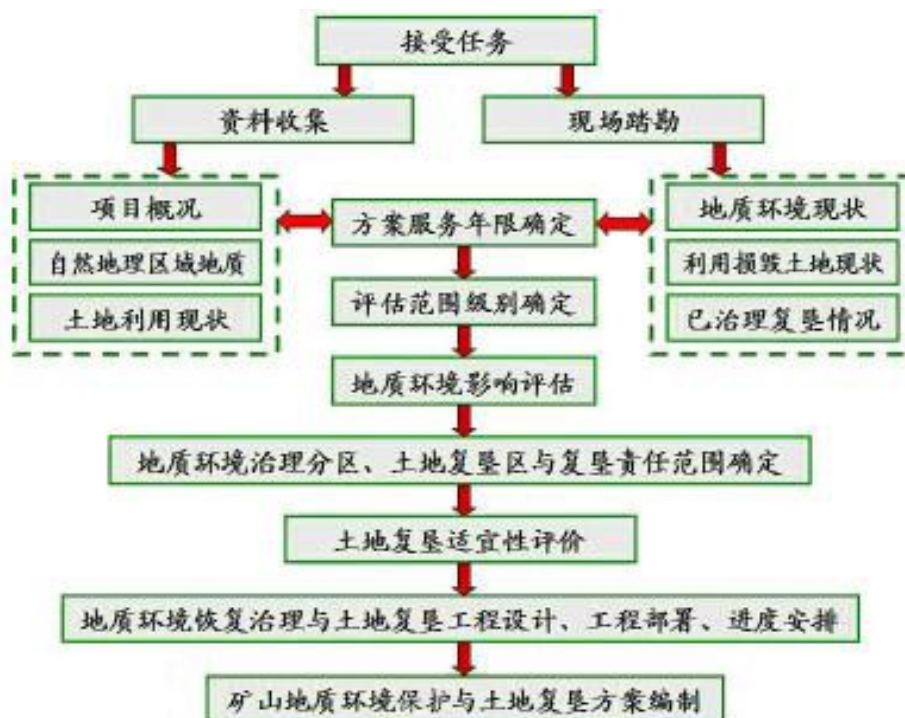 接受任务
资料收集
现场踏勘
项目概况
自然地理区域地质
土地利用现状
方案服务年限确定
地质环境现状
利用损毁土地现状
已治理复垦情况
评估范围级别确定
地质环境影响评估
地质环境治理分区、土地复垦区与复垦责任范围确定
土地复垦适宜性评价
地质环境恢复治理与土地复垦工程设计、工程部署、进度安排
矿山地质环境保护与土地复垦方案编制